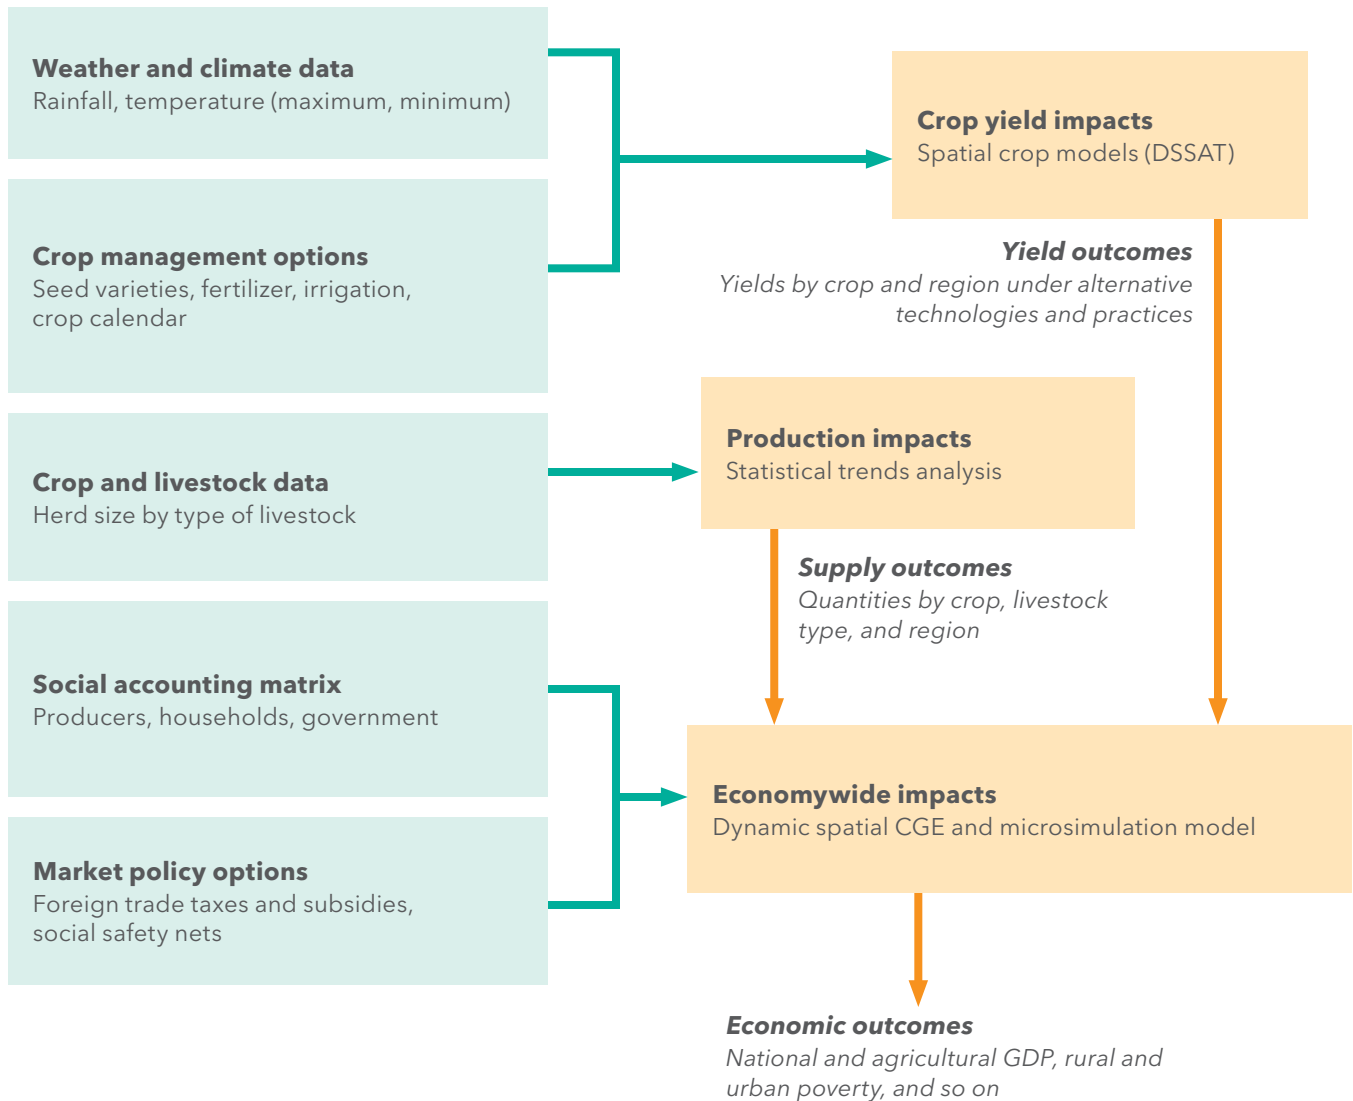 Weather and climate data
Rainfall, temperature (maximum, minimum)
Crop management options
Seed varieties, fertilizer, irrigation,
crop calendar
Crop and livestock data
Herd size by type of livestock
Social accounting matrix
Producers, households, government
Market policy options
Foreign trade taxes and subsidies,
social safety nets
Crop yield impacts
Spatial crop models (DSSAT)
Yield outcomes
Yields by crop and region under alternative
technologies and practices
Production impacts
Statistical trends analysis
Supply outcomes
Quantities by crop, livestock
type, and region
Economywide impacts
Dynamic spatial CGE and microsimulation model
Economic outcomes
National and agricultural GDP, rural and
urban poverty, and so on